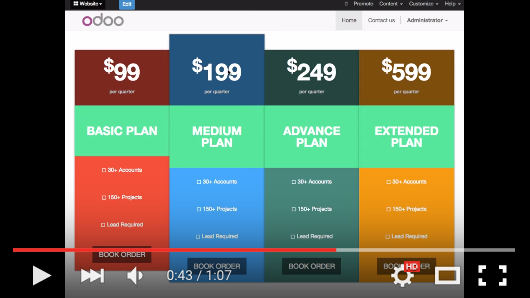 Website
Edit
Promote Content Customize Help
odoo
Home Contact us Administrator
$99
per quarter
BASIC PLAN
30+ Accounts
150+ Projects
Lead Required
BOOK ORDER
$199
per quarter
MEDIUM
PLAN
30+ Accounts
150+ Projects
Lead Required
BOOK ORDER
$249
per quarter
ADVANCE
PLAN
30+ Accounts
150+ Projects
Lead Required
BOOK ORDER
$599
per quarter
EXTENDED
PLAN
30+ Accounts
150+ Projects
Lead Required
BOOK ORDER
0:43 / 1:07
HD